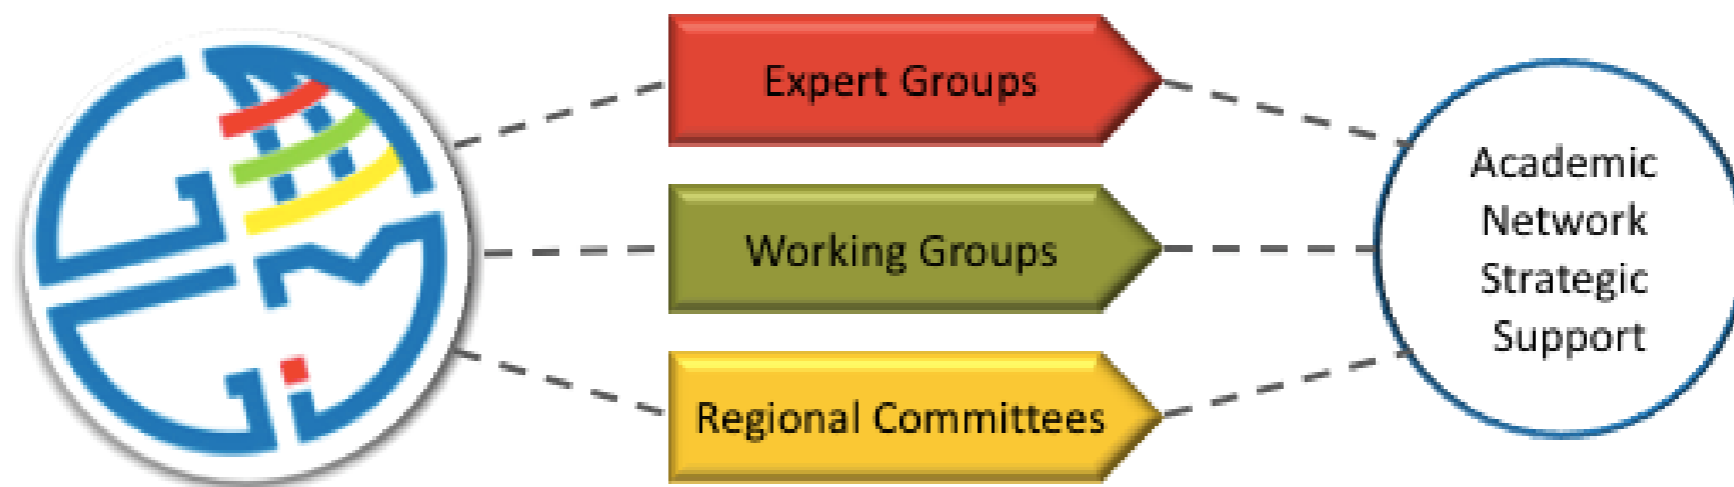 Expert Groups
Working Groups
Regional Committees
Academic
Network
Strategic
Support